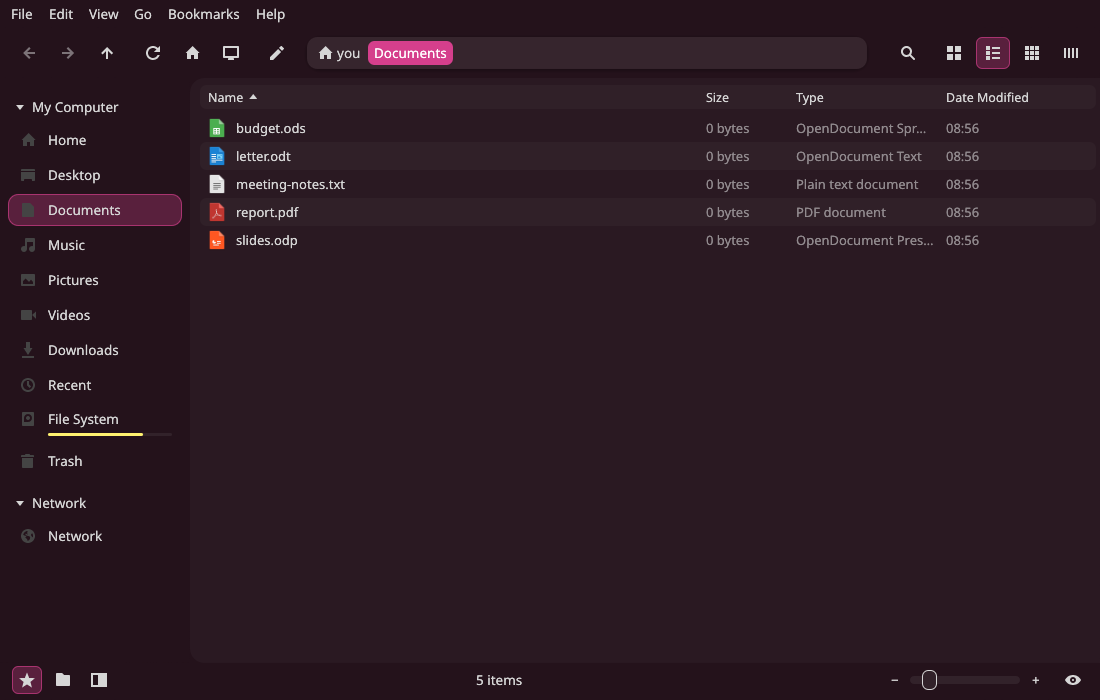 File Edit View Go Bookmarks Help
you Documents
My Computer
Home
Desktop
Documents
Music
Pictures
Videos
Downloads
Recent
File System
Trash
Network
Network
Name Size Type Date Modified
budget.ods 0 bytes OpenDocument Spr... 08:56
letter.odt 0 bytes OpenDocument Text 08:56
meeting-notes.txt 0 bytes Plain text document 08:56
report.pdf 0 bytes PDF document 08:56
slides.odp 0 bytes OpenDocument Pres... 08:56
5 items